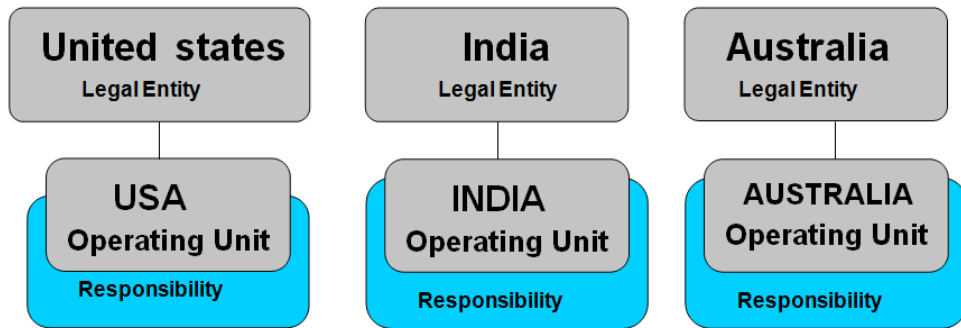 United states
Legal Entity
India
Legal Entity
Australia
Legal Entity
USA
Operating Unit
Responsibility
INDIA
Operating Unit
Responsibility
AUSTRALIA
Operating Unit
Responsibility